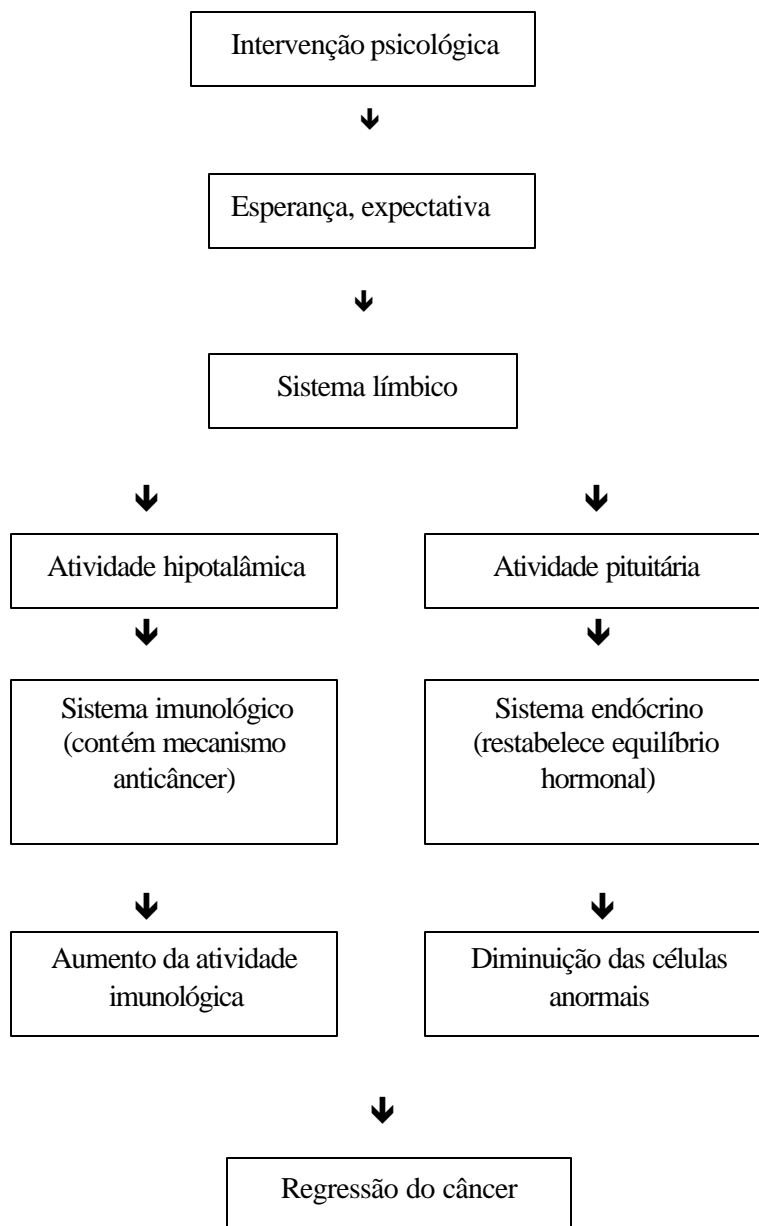 Intervenção psicológica
Esperança, expectativa
Sistema límbico
Atividade hipotalâmica
Atividade pituitária
Sistema imunológico
(contém mecanismo
anticâncer)
Sistema endócrino
(restabelece equilíbrio
hormonal)
Aumento da atividade
imunológica
Diminuição das células
anormais
Regressão do câncer